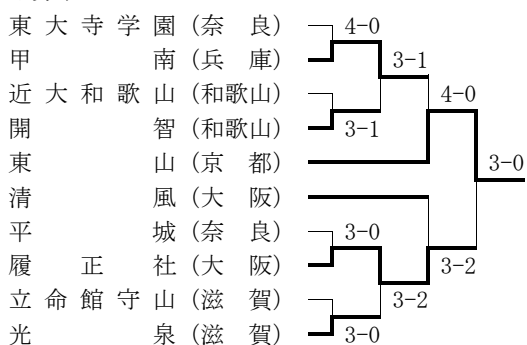 東大寺学園(奈良) 4-0
甲南(兵庫) 3-1
近大和歌山(和歌山) 4-0
開智(和歌山) 3-1
東山(京都) 3-0
清風(大阪)
平城(奈良) 3-0
履正社(大阪) 3-2
立命館守山(滋賀) 3-2
光泉(滋賀) 3-0